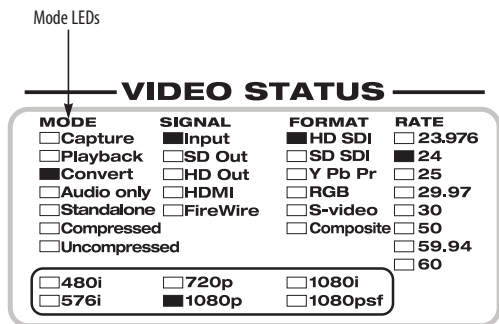 Mode LEDs
VIDEO STATUS
MODE SIGNAL FORMAT RATE
Capture Input HD SDI 23.976
Playback SD Out SD SDI 24
Convert HD Out Y Pb Pr 25
Audio only HDMI RGB 29.97
Standalone FireWire S-video 30
Compressed Composite 50
Uncompressed 59.94
60
480i 720p 1080i
576i 1080p 1080psf